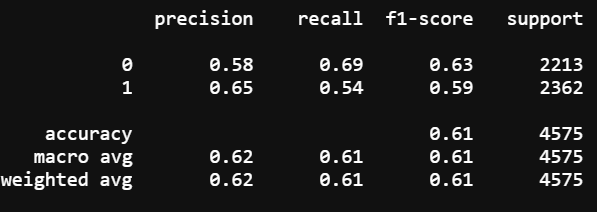 precision recall f1-score support
0 0.58 0.69 0.63 2213
1 0.65 0.54 0.59 2362
accuracy 0.61 4575
macro avg 0.62 0.61 0.61 4575
weighted avg 0.62 0.61 0.61 4575